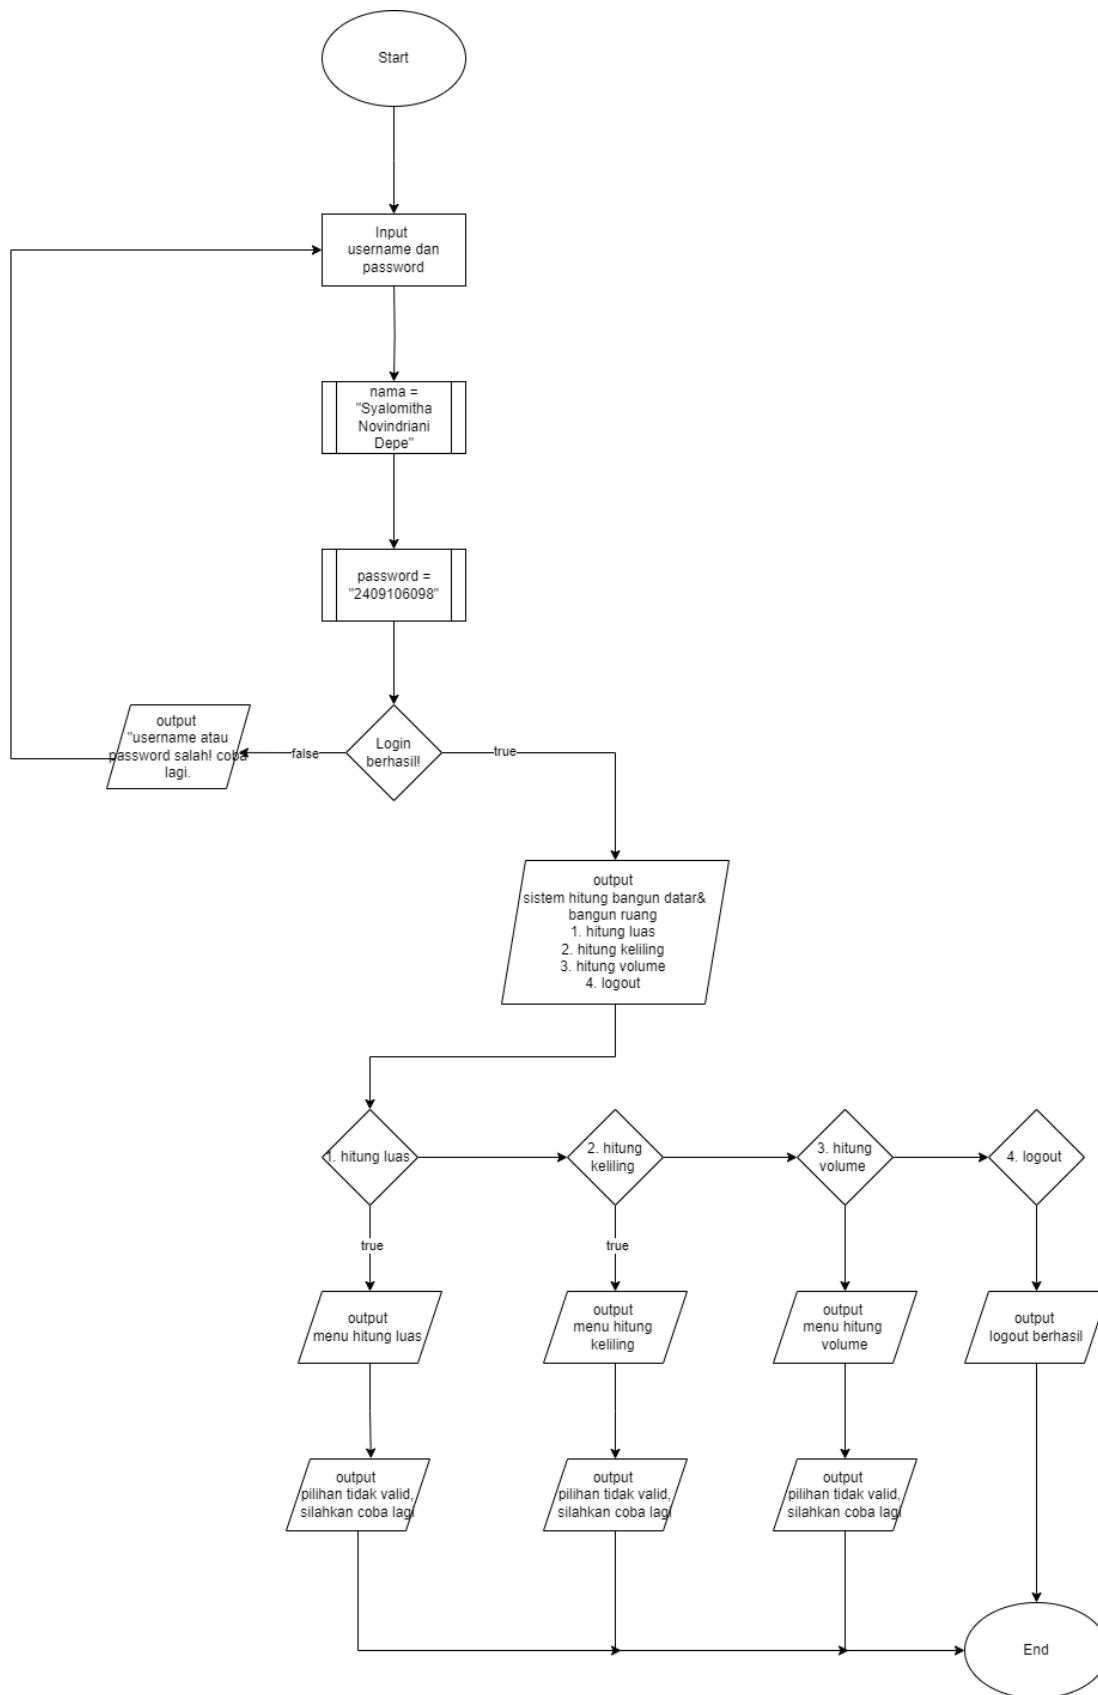 Start
Input
username dan
password
nama =
"Syalomitha
Novindriani
Depe"
password =
"2409106098"
output
"username atau
password salah! coba
lagi.
false
Login
berhasil!
true
output
sistem hitung bangun datar&
bangun ruang
1. hitung luas
2. hitung keliling
3. hitung volume
4. logout
1. hitung luas
2. hitung
keliling
3. hitung
volume
4. logout
true
true
output
menu hitung luas
output
menu hitung
keliling
output
menu hitung
volume
output
logout berhasil
output
pilihan tidak valid,
silahkan coba lagi
output
pilihan tidak valid,
silahkan coba lagi
output
pilihan tidak valid,
silahkan coba lagi
End